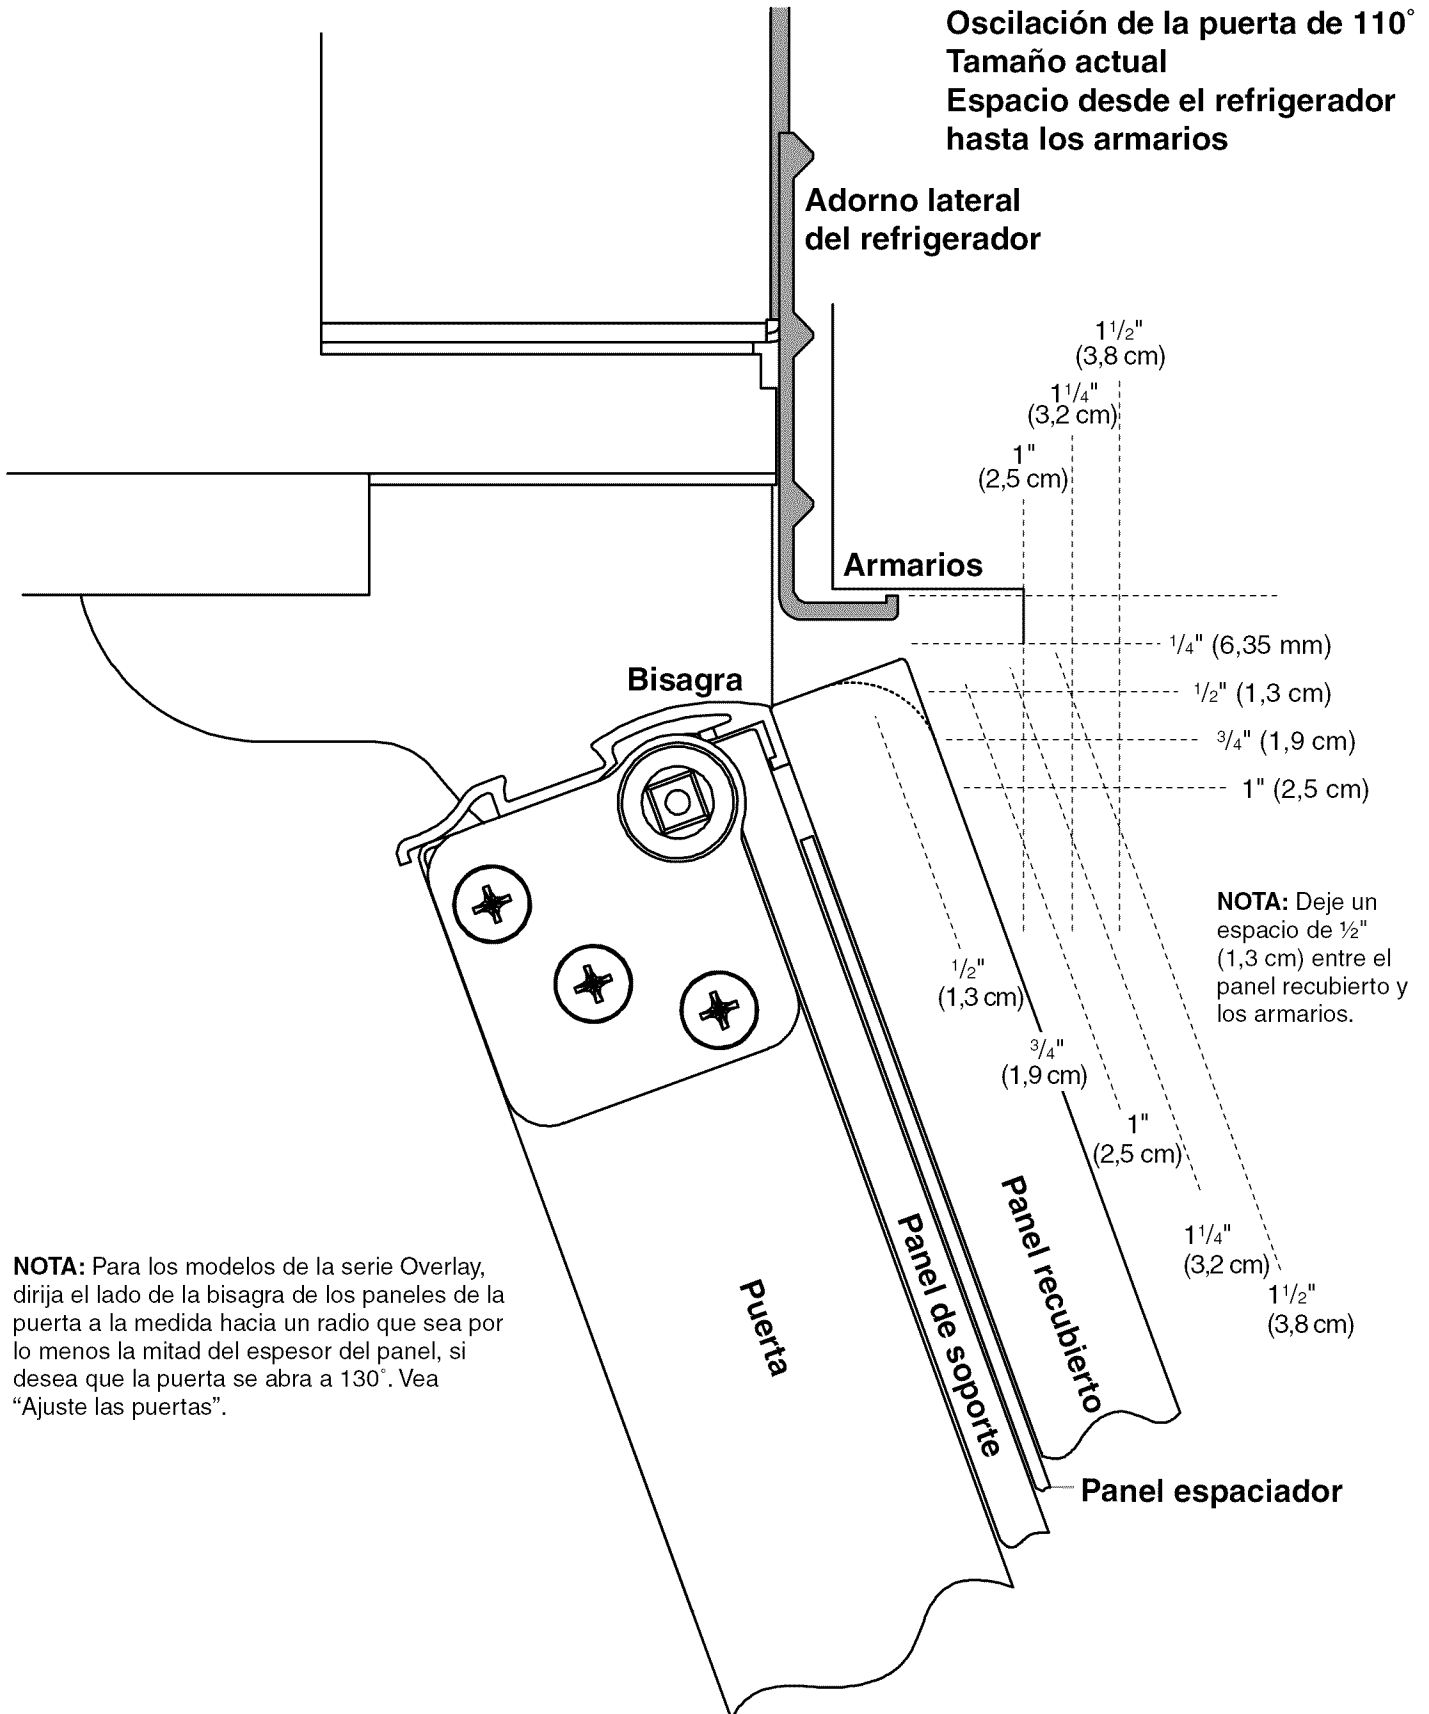 Oscilación de la puerta de 110˚
Tamaño actual
Espacio desde el refrigerador
hasta los armarios
Adorno lateral
del refrigerador
1 1/2"
(3,8 cm)
1 1/4"
(3,2 cm)
1"
(2,5 cm)
Armarios
1/4" (6,35 mm)
Bisagra
1/2" (1,3 cm)
3/4" (1,9 cm)
1" (2,5 cm)
NOTA: Deje un
espacio de ½"
(1,3 cm) entre el
panel recubierto y
los armarios.
1/2"
(1,3 cm)
3/4"
(1,9 cm)
1"
(2,5 cm)
1 1/4"
(3,2 cm)
1 1/2"
(3,8 cm)
NOTA: Para los modelos de la serie Overlay,
dirija el lado de la bisagra de los paneles de la
puerta a la medida hacia un radio que sea por
lo menos la mitad del espesor del panel, si
desea que la puerta se abra a 130˚. Vea
“Ajuste las puertas”.
Puerta
Panel de soporte
Panel recubierto
Panel espaciador